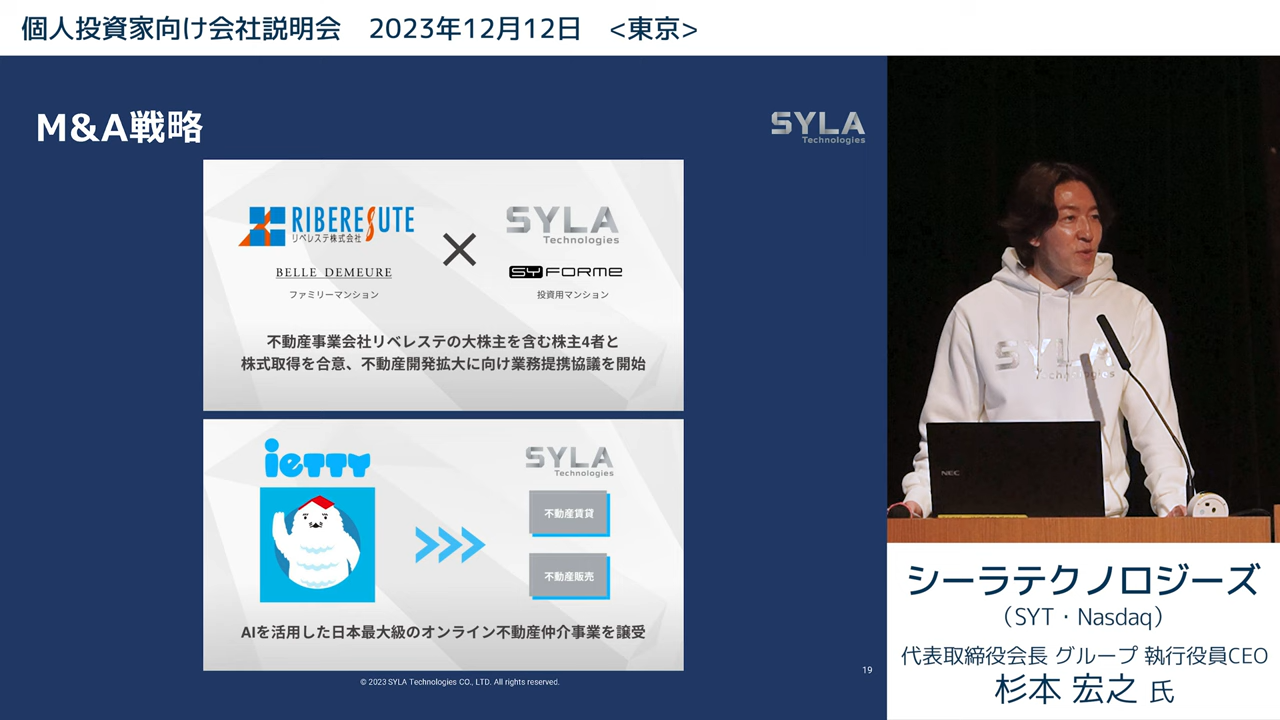 個人投資家向け会社説明会　2023年12月12日　<東京>
M&A戦略
SYLA
Technologies
RIBERESUTE
リベレステ株式会社
BELLE DEMEURE
ファミリーマンション
×
SYLA
Technologies
SYFORME
投資用マンション
不動産事業会社リベレステの大株主を含む株主4者と
株式取得を合意、不動産開発拡大に向け業務提携協議を開始
ietty
SYLA
Technologies
不動産賃貸
不動産販売
AIを活用した日本最大級のオンライン不動産仲介事業を譲受
19
© 2023 SYLA Technologies CO., LTD. All rights reserved.
SYLA
Technologies
NEC
シーラテクノロジーズ
（SYT・Nasdaq）
代表取締役会長 グループ 執行役員CEO
杉本 宏之 氏